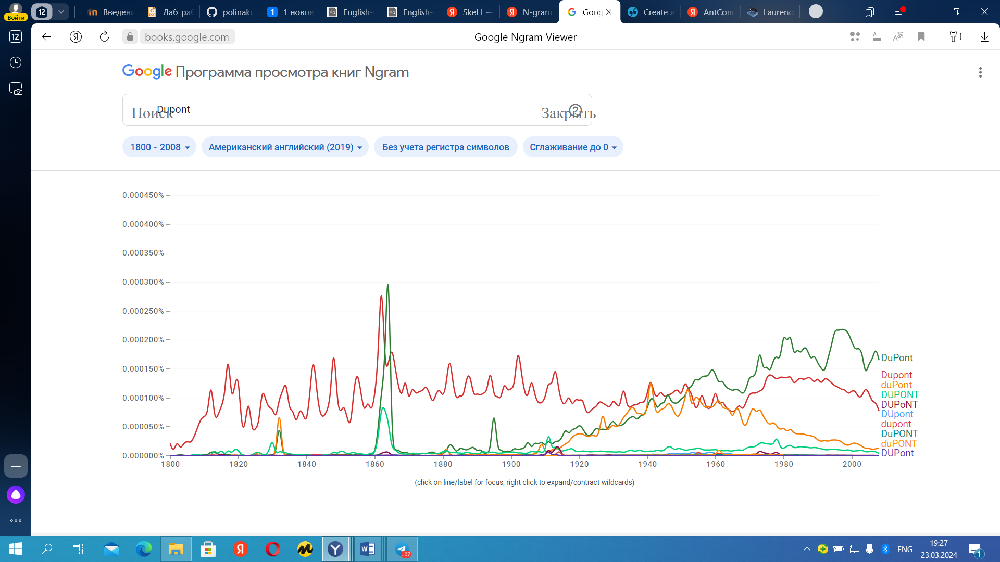 Войти
12
Введени
Лаб_раб
polinako
1 1 новое
Aa English-
Aa English-
Я SkeLL —
Я N-gram
Goog
Create a
Я AntConc
Laurence
12
Я
books.google.com
Google Ngram Viewer
Google Программа просмотра книг Ngram
Поиск
Dupont
Закрыть
1800 - 2008
Американский английский (2019)
Без учета регистра символов
Сглаживание до 0
0.000450%
0.000400%
0.000350%
0.000300%
0.000250%
0.000200%
0.000150%
0.000100%
0.000050%
0.000000%
1800 1820 1840 1860 1880 1900 1920 1940 1960 1980 2000
DuPont
Dupont
duPont
DUPONT
DUPoNT
DUpont
dupont
DuPONT
duPONT
DUPont
(click on line/label for focus, right click to expand/contract wildcards)
ENG
19:27
23.03.2024
1